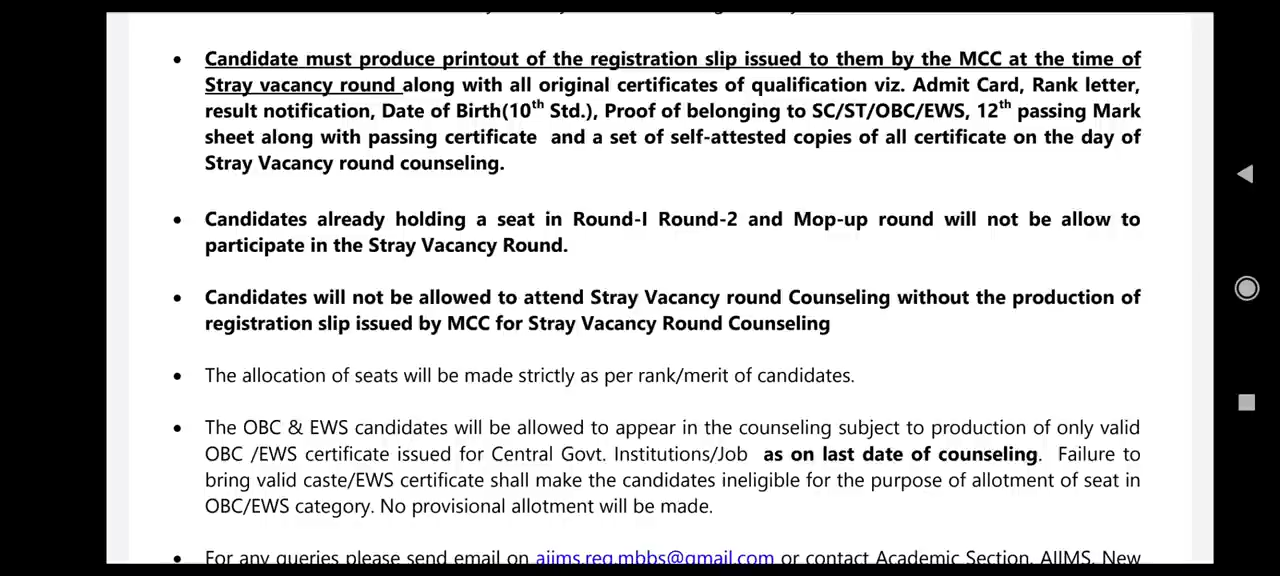 • Candidate must produce printout of the registration slip issued to them by the MCC at the time of
Stray vacancy round along with all original certificates of qualification viz. Admit Card, Rank letter,
result notification, Date of Birth(10th Std.), Proof of belonging to SC/ST/OBC/EWS, 12th passing Mark
sheet along with passing certificate and a set of self-attested copies of all certificate on the day of
Stray Vacancy round counseling.
• Candidates already holding a seat in Round-I Round-2 and Mop-up round will not be allow to
participate in the Stray Vacancy Round.
• Candidates will not be allowed to attend Stray Vacancy round Counseling without the production of
registration slip issued by MCC for Stray Vacancy Round Counseling
• The allocation of seats will be made strictly as per rank/merit of candidates.
• The OBC & EWS candidates will be allowed to appear in the counseling subject to production of only valid
OBC /EWS certificate issued for Central Govt. Institutions/Job as on last date of counseling. Failure to
bring valid caste/EWS certificate shall make the candidates ineligible for the purpose of allotment of seat in
OBC/EWS category. No provisional allotment will be made.
• For any queries please send email on aiims.reg.mbbs@gmail.com or contact Academic Section, AIIMS, New